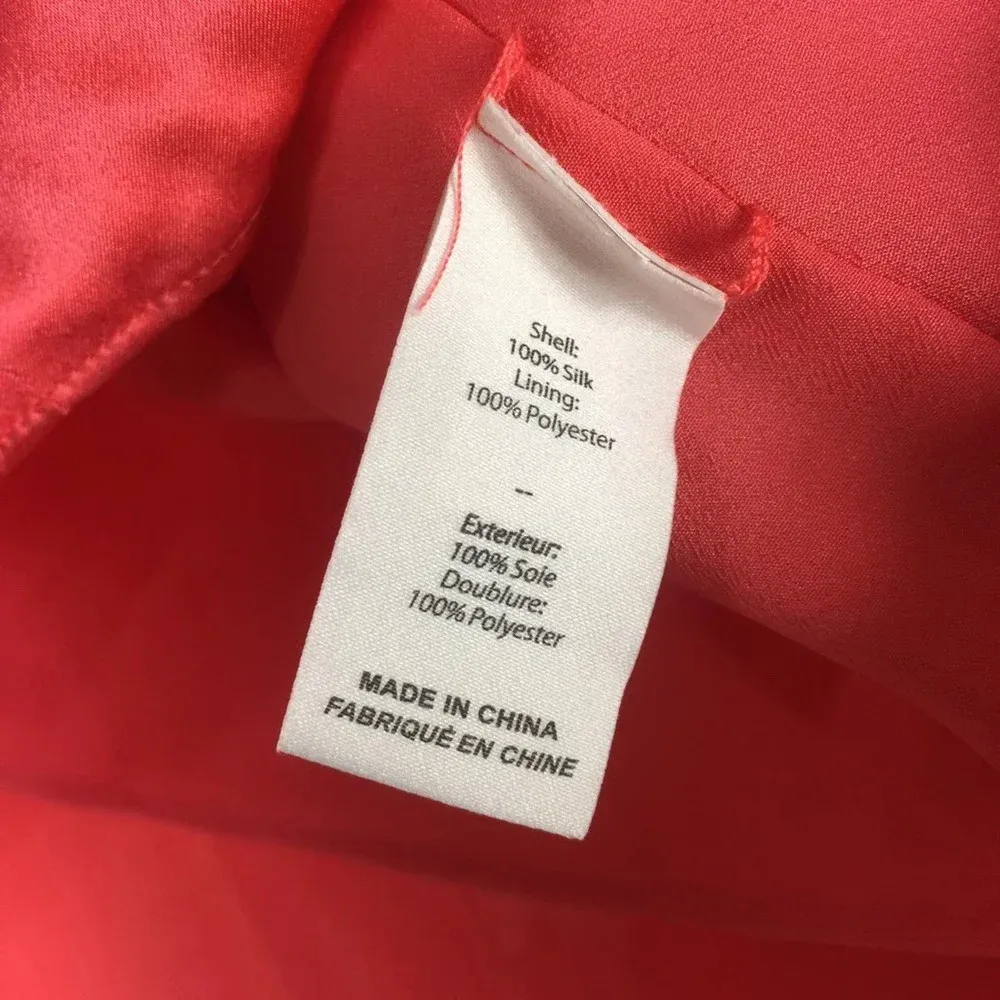 Shell:
100% Silk
Lining:
100% Polyester
--
Exterieur:
100% Soie
Doublure:
100% Polyester
MADE IN CHINA
FABRIQUÉ EN CHINE